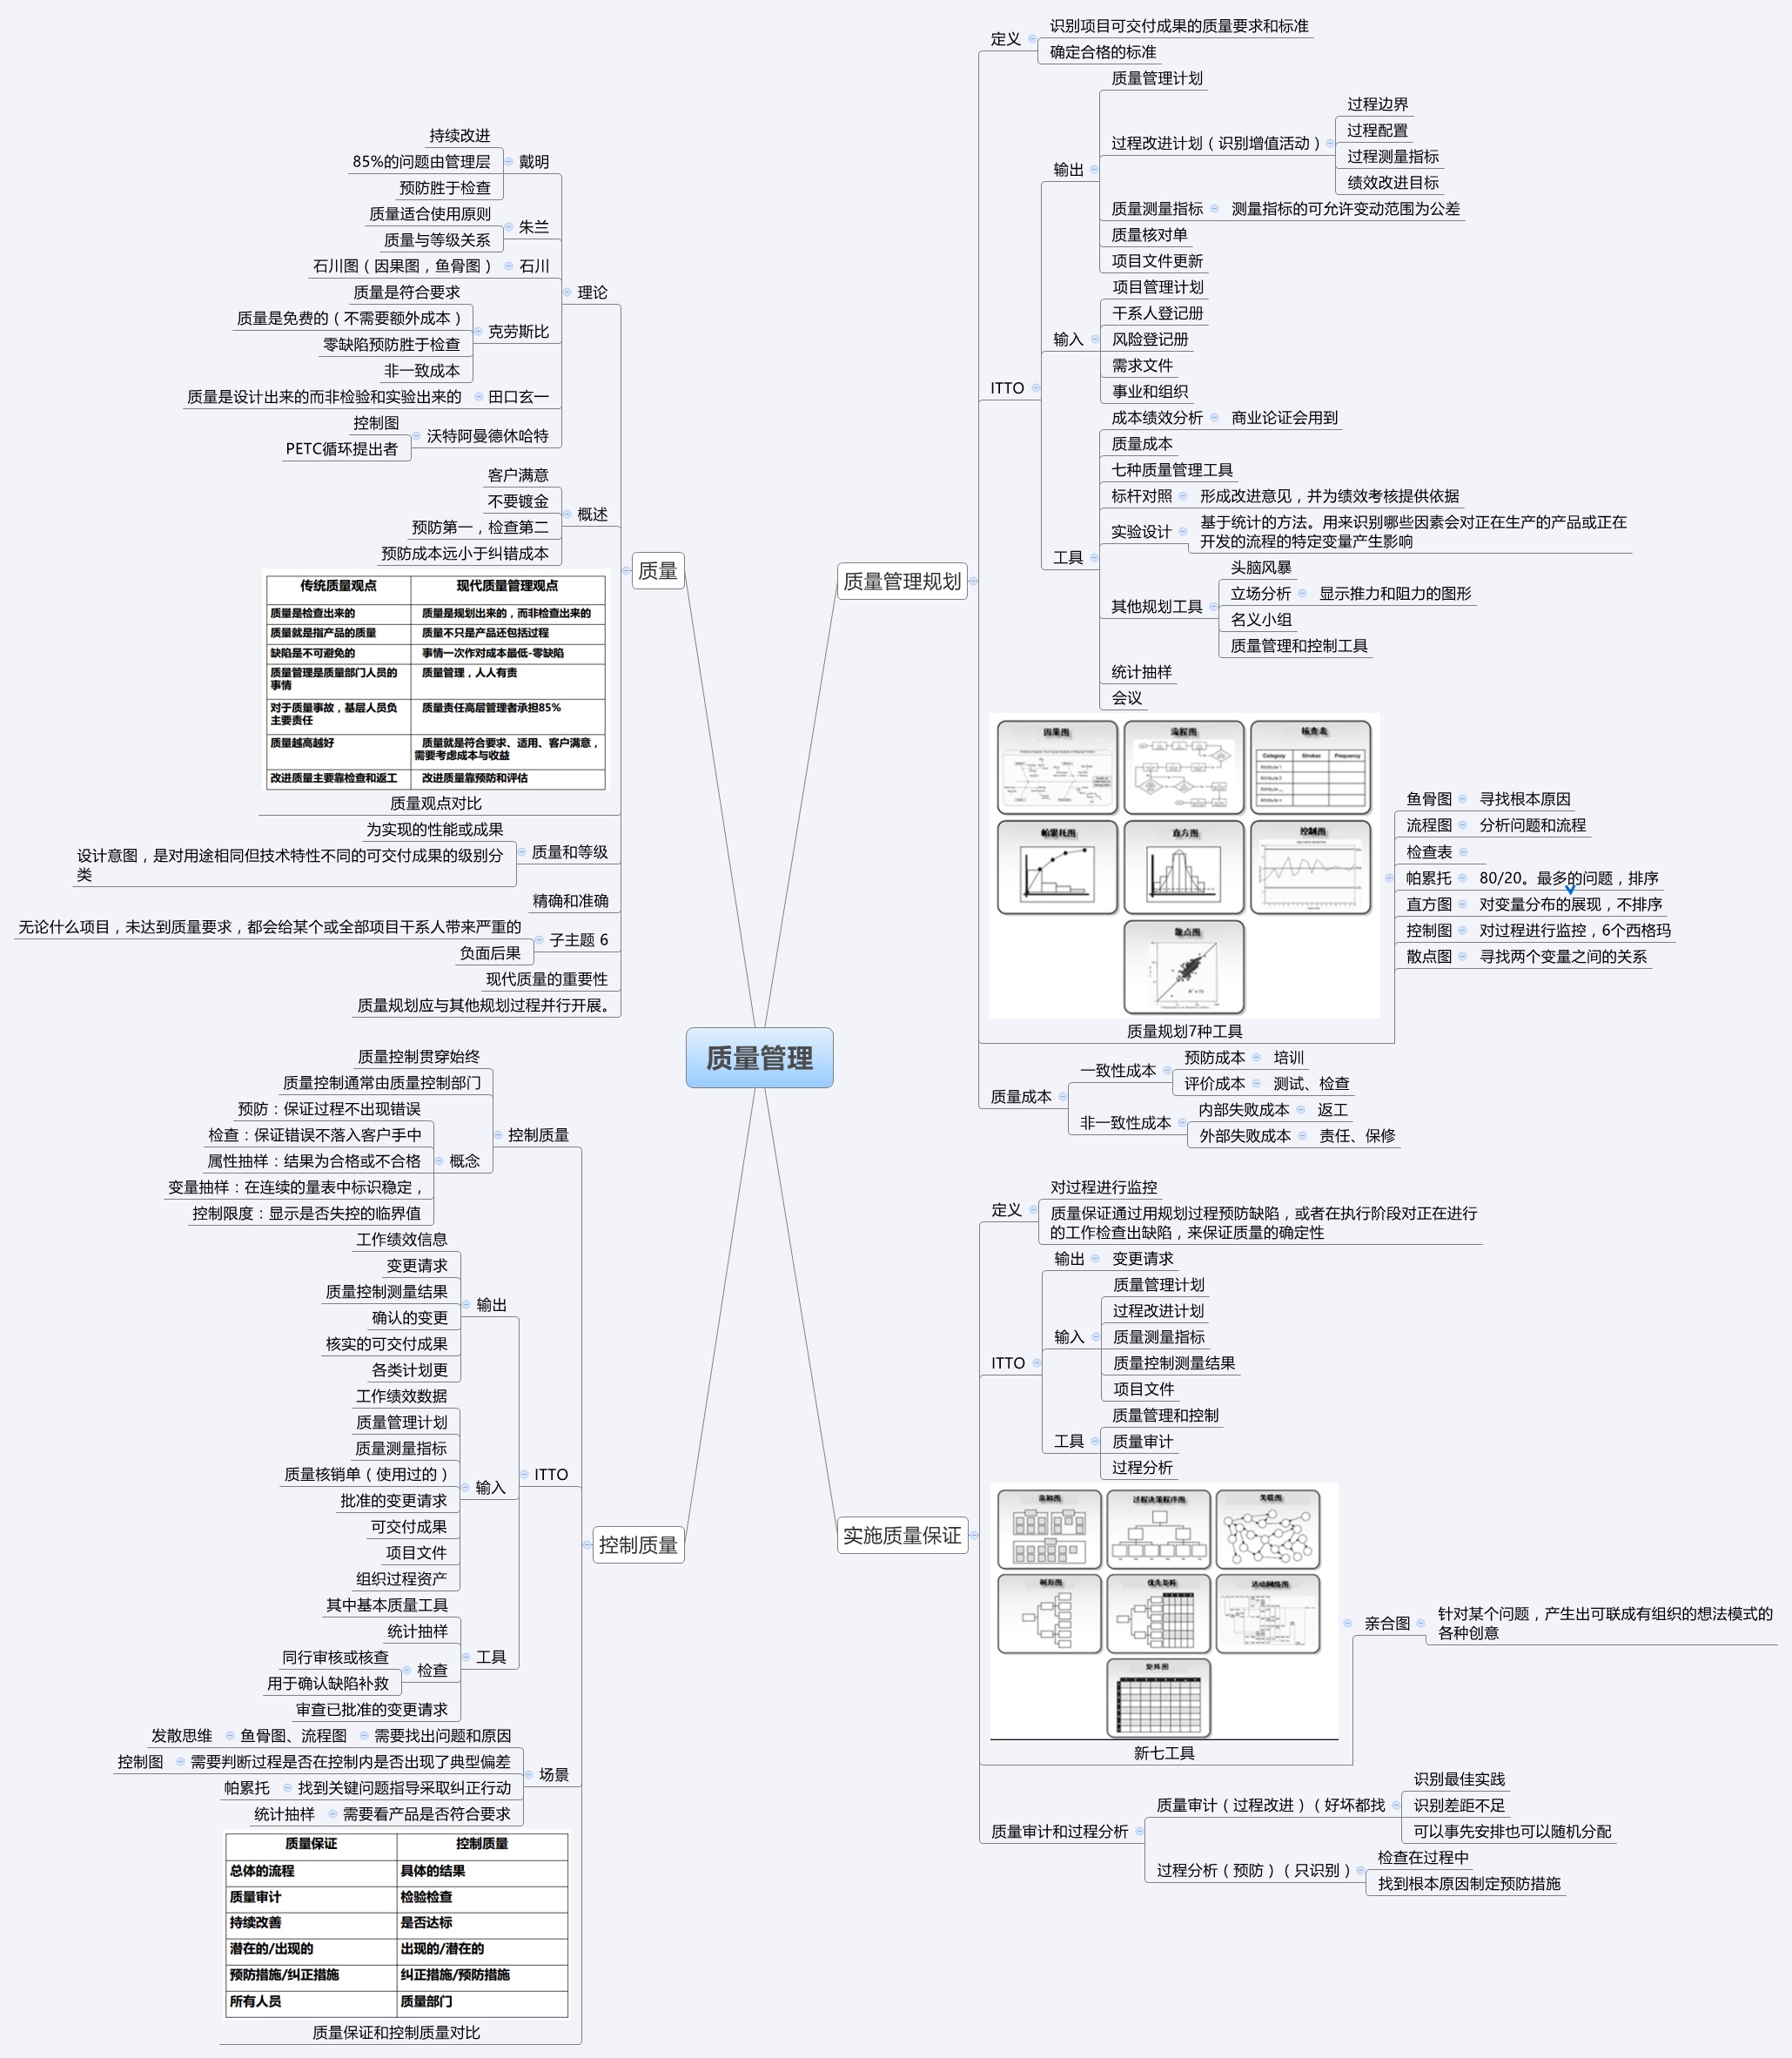 质量管理
质量
理论
戴明
持续改进
85%的问题由管理层
预防胜于检查
朱兰
质量适合使用原则
质量与等级关系
石川
石川图（因果图，鱼骨图）
克劳斯比
质量是符合要求
质量是免费的（不需要额外成本）
零缺陷预防胜于检查
非一致成本
田口玄一
质量是设计出来的而非检验和实验出来的
沃特阿曼德休哈特
控制图
PETC循环提出者
概述
客户满意
不要镀金
预防第一，检查第二
预防成本远小于纠错成本
传统质量观点 现代质量管理观点
质量是检查出来的 质量是规划出来的，而非检查出来的
质量就是指产品的质量 质量不只是产品还包括过程
缺陷是不可避免的 事情一次作对成本最低-零缺陷
质量管理是质量部门人员的 质量管理，人人有责
事情
对于质量事故，基层人员负 质量责任高层管理者承担85%
主要责任
质量越高越好 质量就是符合要求、适用、客户满意，
需要考虑成本与收益
改进质量主要靠检查和返工 改进质量靠预防和评估
质量观点对比
质量和等级
为实现的性能或成果
设计意图，是对用途相同但技术特性不同的可交付成果的级别分
类
精确和准确
子主题 6
无论什么项目，未达到质量要求，都会给某个或全部项目干系人带来严重的
负面后果
现代质量的重要性
质量规划应与其他规划过程并行开展。
控制质量
控制质量
质量控制贯穿始终
质量控制通常由质量控制部门
概念
预防：保证过程不出现错误
检查：保证错误不落入客户手中
属性抽样：结果为合格或不合格
变量抽样：在连续的量表中标识稳定，
控制限度：显示是否失控的临界值
ITTO
输出
工作绩效信息
变更请求
质量控制测量结果
确认的变更
核实的可交付成果
各类计划更
输入
工作绩效数据
质量管理计划
质量测量指标
质量核销单（使用过的）
批准的变更请求
可交付成果
项目文件
组织过程资产
工具
其中基本质量工具
统计抽样
检查
同行审核或核查
用于确认缺陷补救
审查已批准的变更请求
场景
需要找出问题和原因
鱼骨图、流程图
发散思维
需要判断过程是否在控制内是否出现了典型偏差
控制图
找到关键问题指导采取纠正行动
帕累托
需要看产品是否符合要求
统计抽样
质量保证 控制质量
总体的流程 具体的结果
质量审计 检验检查
持续改善 是否达标
潜在的/出现的 出现的/潜在的
预防措施/纠正措施 纠正措施/预防措施
所有人员 质量部门
质量保证和控制质量对比
质量管理规划
定义
识别项目可交付成果的质量要求和标准
确定合格的标准
ITTO
输出
质量管理计划
过程改进计划（识别增值活动）
过程边界
过程配置
过程测量指标
绩效改进目标
质量测量指标
测量指标的可允许变动范围为公差
质量核对单
项目文件更新
输入
项目管理计划
干系人登记册
风险登记册
需求文件
事业和组织
工具
成本绩效分析
商业论证会用到
质量成本
七种质量管理工具
标杆对照
形成改进意见，并为绩效考核提供依据
实验设计
基于统计的方法。用来识别哪些因素会对正在生产的产品或正在
开发的流程的特定变量产生影响
其他规划工具
头脑风暴
立场分析
显示推力和阻力的图形
名义小组
质量管理和控制工具
统计抽样
会议
因果图
流程图
核查表
Category Strokes Frequency
Attribute 1
Attribute 2
Attribute ...
Attribute n
帕累托图
直方图
控制图
散点图
质量规划7种工具
鱼骨图
寻找根本原因
流程图
分析问题和流程
检查表
帕累托
80/20。最多的问题，排序
直方图
对变量分布的展现，不排序
控制图
对过程进行监控，6个西格玛
散点图
寻找两个变量之间的关系
质量成本
一致性成本
预防成本
培训
评价成本
测试、检查
非一致性成本
内部失败成本
返工
外部失败成本
责任、保修
实施质量保证
定义
对过程进行监控
质量保证通过用规划过程预防缺陷，或者在执行阶段对正在进行
的工作检查出缺陷，来保证质量的确定性
ITTO
输出
变更请求
输入
质量管理计划
过程改进计划
质量测量指标
质量控制测量结果
项目文件
工具
质量管理和控制
质量审计
过程分析
亲和图
过程决策程序图
关联图
树形图
优先矩阵
活动网络图
矩阵图
新七工具
亲合图
针对某个问题，产生出可联成有组织的想法模式的
各种创意
质量审计和过程分析
质量审计（过程改进）（好坏都找
识别最佳实践
识别差距不足
可以事先安排也可以随机分配
过程分析（预防）（只识别）
检查在过程中
找到根本原因制定预防措施